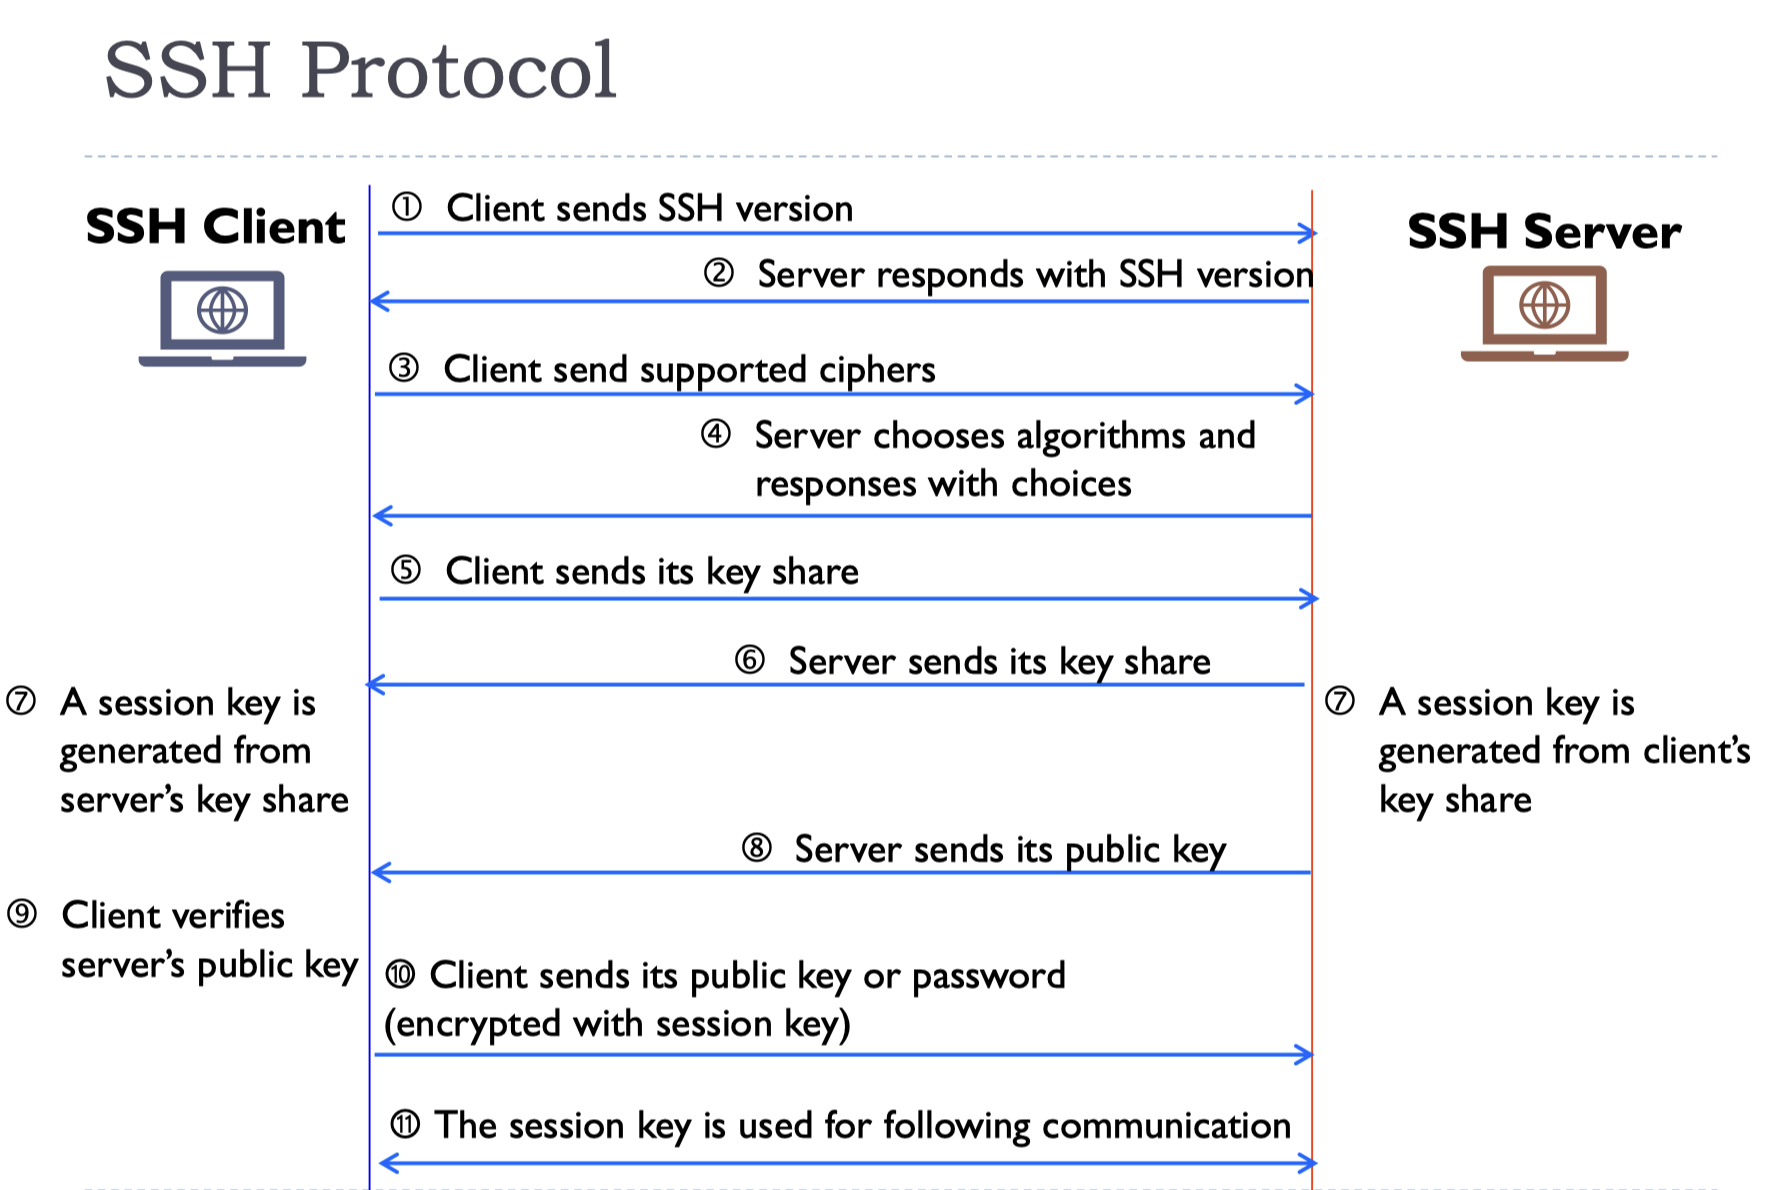 SSH Protocol
SSH Client
SSH Server
① Client sends SSH version
② Server responds with SSH version
③ Client send supported ciphers
④ Server chooses algorithms and
responses with choices
⑤ Client sends its key share
⑥ Server sends its key share
⑦ A session key is
generated from
server’s key share
⑦ A session key is
generated from client’s
key share
⑧ Server sends its public key
⑨ Client verifies
server’s public key
⑩ Client sends its public key or password
(encrypted with session key)
⑪ The session key is used for following communication